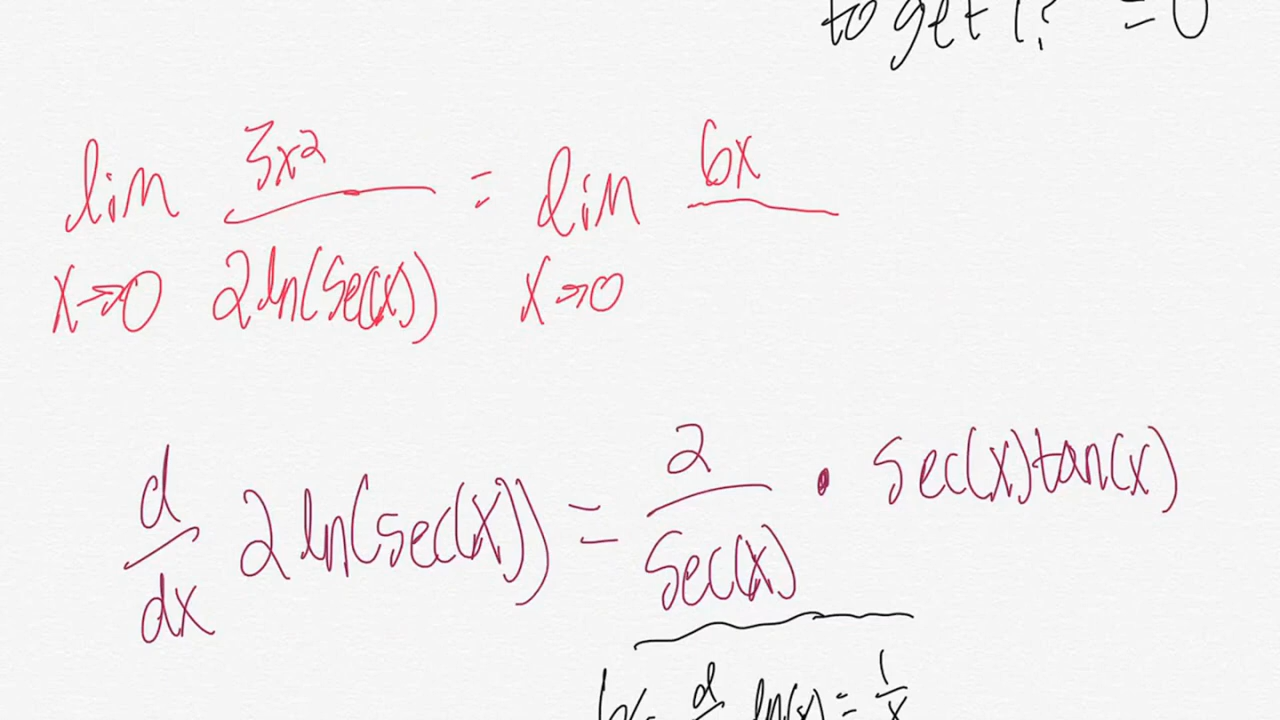 to get 1? = 0
lim 3x² = lim 6x
x→0 2ln(sec(x)) x→0
d/dx 2ln(sec(x)) = 2/sec(x) • sec(x)tan(x)
b/c d ln(x) = 1/x